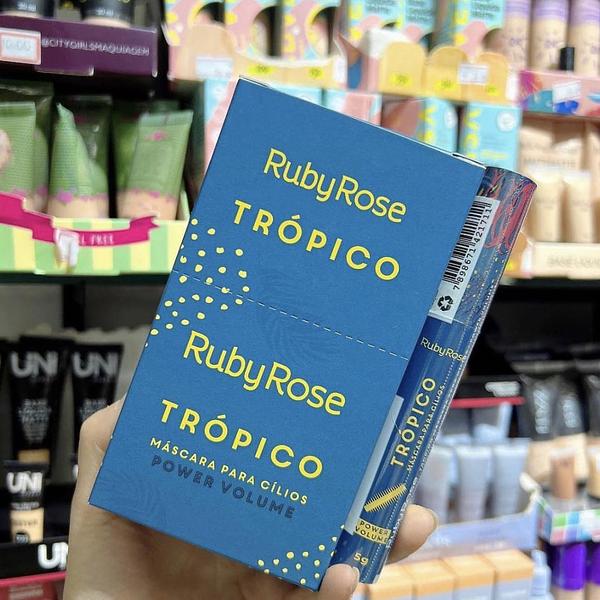 @CITYGIRLSMAQUIAGEM
RubyRose
TRÓPICO
RubyRose
TRÓPICO
MÁSCARA PARA CÍLIOS
POWER VOLUME
7898671421711
RubyRose
TRÓPICO
MÁSCARA PARA CÍLIOS
POWER
VOLUME
5g
UNI
UNI
UNI